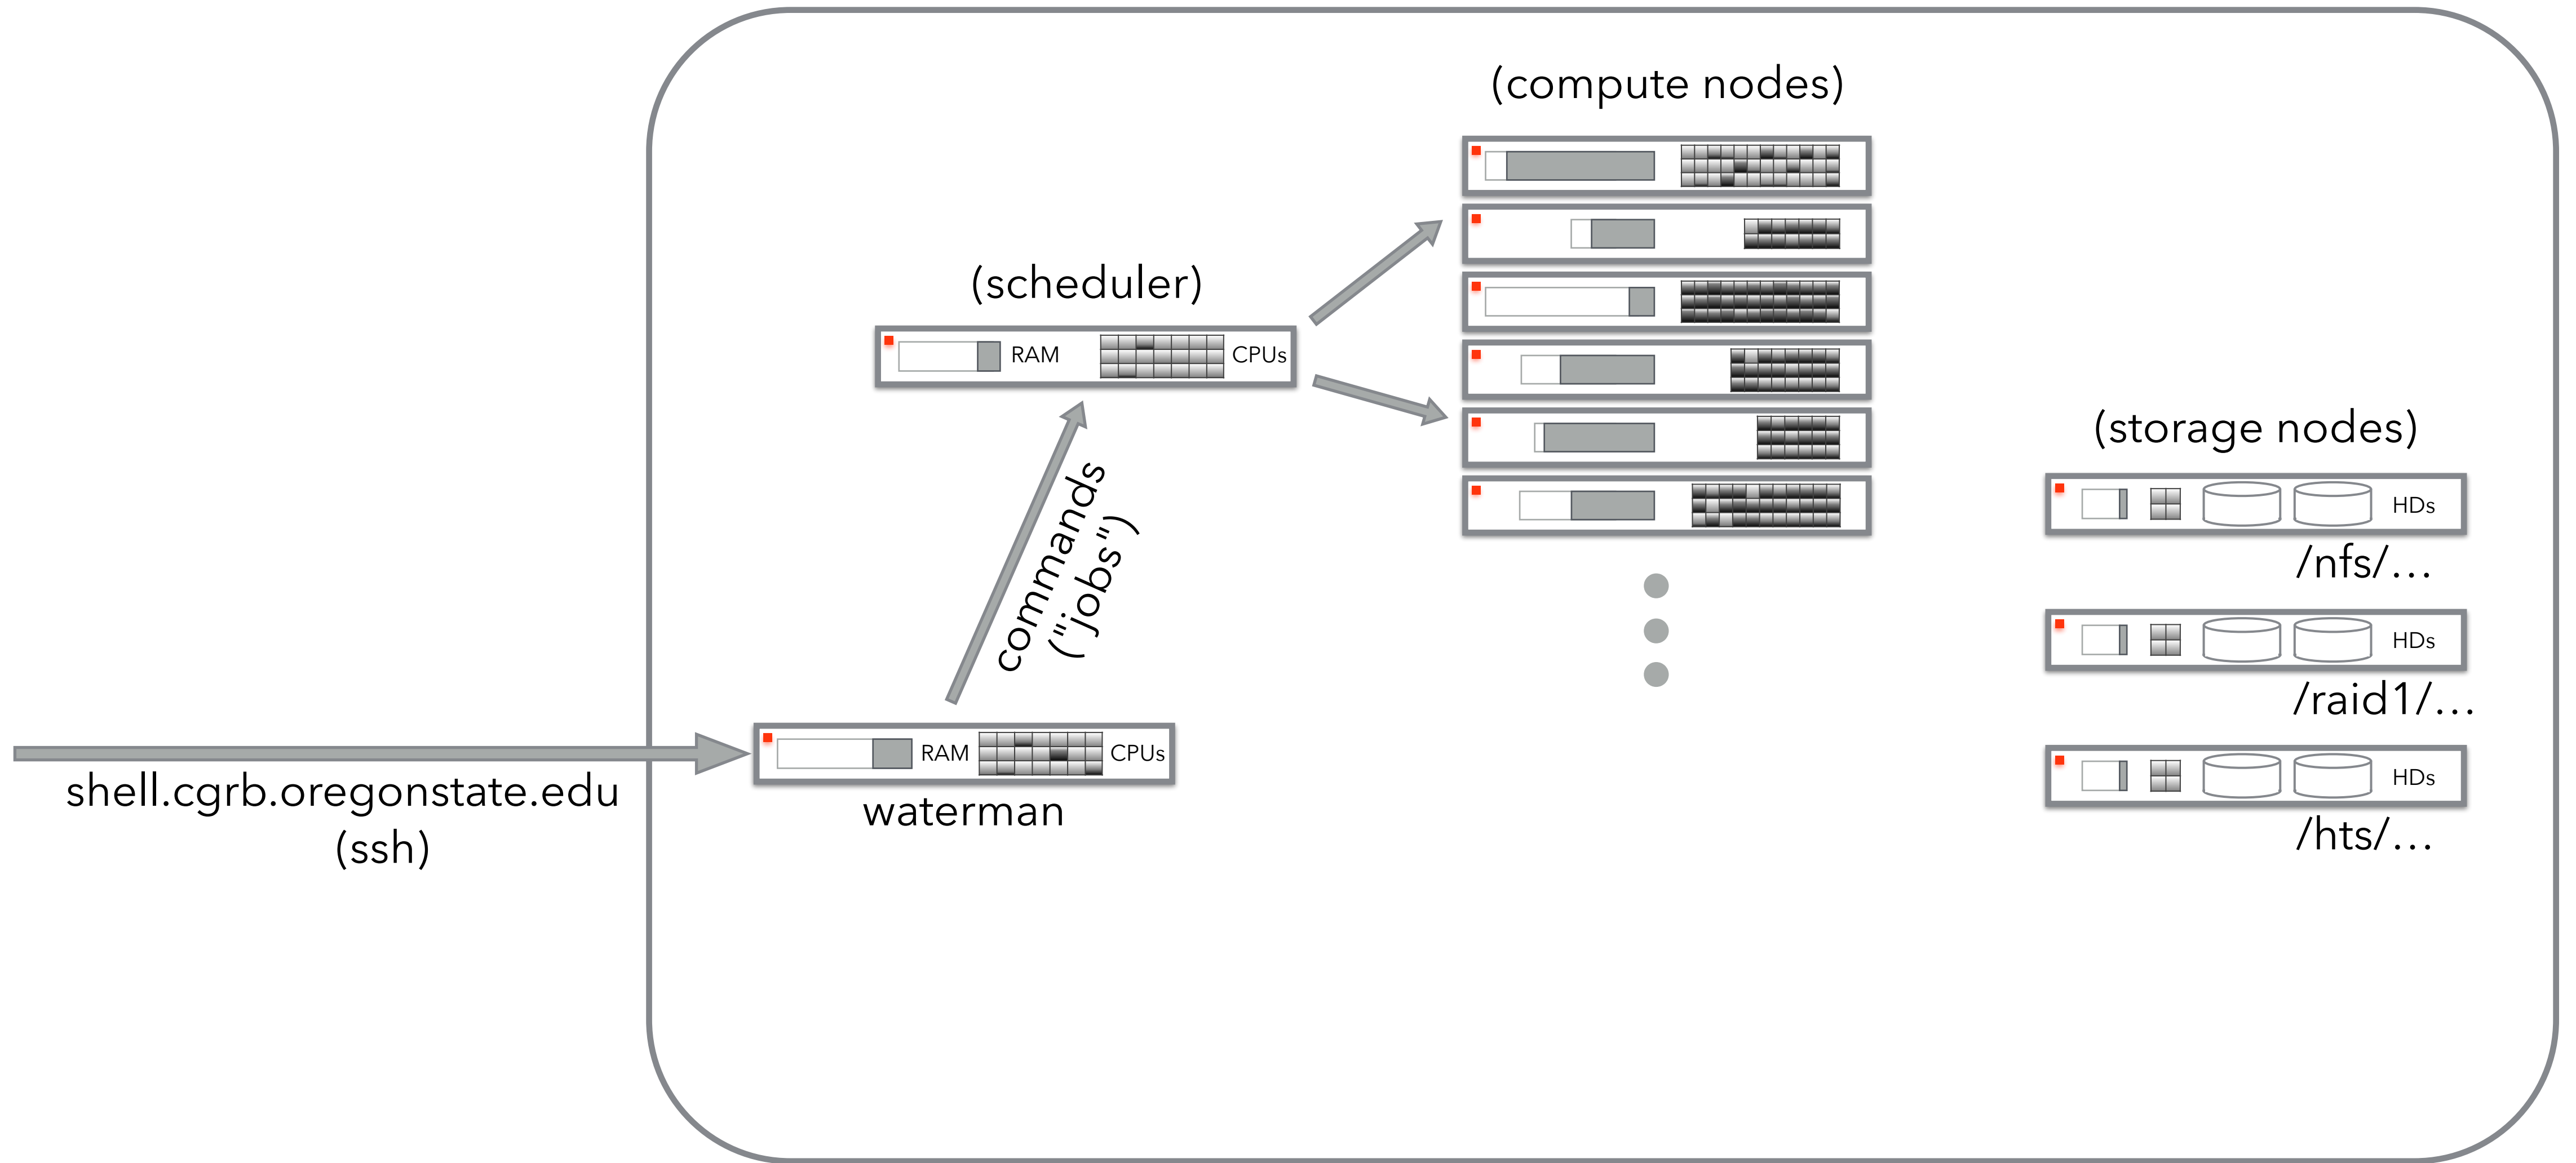 (compute nodes)
(scheduler)
RAM
CPUs
commands
("jobs")
(storage nodes)
HDs
/nfs/...
HDs
/raid1/...
HDs
/hts/...
shell.cgrb.oregonstate.edu
(ssh)
RAM
CPUs
waterman